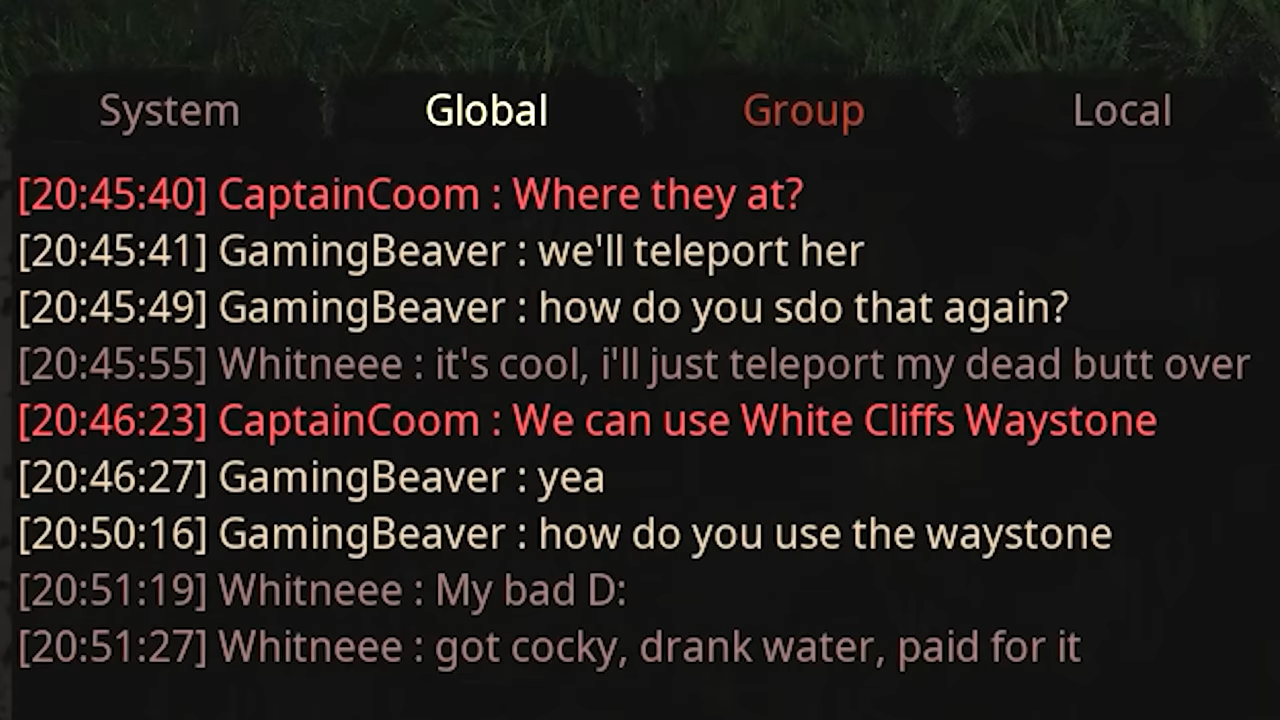 System Global Group Local
[20:45:40] CaptainCoom : Where they at?
[20:45:41] GamingBeaver : we'll teleport her
[20:45:49] GamingBeaver : how do you sdo that again?
[20:45:55] Whitneee : it's cool, i'll just teleport my dead butt over
[20:46:23] CaptainCoom : We can use White Cliffs Waystone
[20:46:27] GamingBeaver : yea
[20:50:16] GamingBeaver : how do you use the waystone
[20:51:19] Whitneee : My bad D:
[20:51:27] Whitneee : got cocky, drank water, paid for it